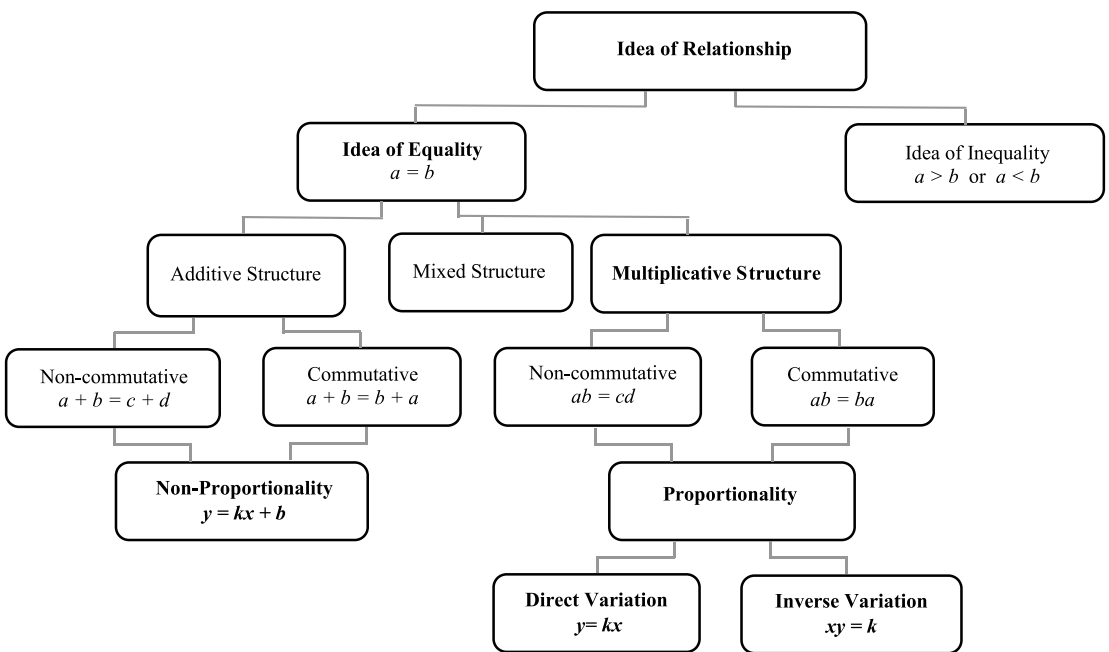 Idea of Relationship
Idea of Equality
a = b
Idea of Inequality
a > b or a < b
Additive Structure
Mixed Structure
Multiplicative Structure
Non-commutative
a + b = c + d
Commutative
a + b = b + a
Non-commutative
ab = cd
Commutative
ab = ba
Non-Proportionality
y = kx + b
Proportionality
Direct Variation
y= kx
Inverse Variation
xy = k